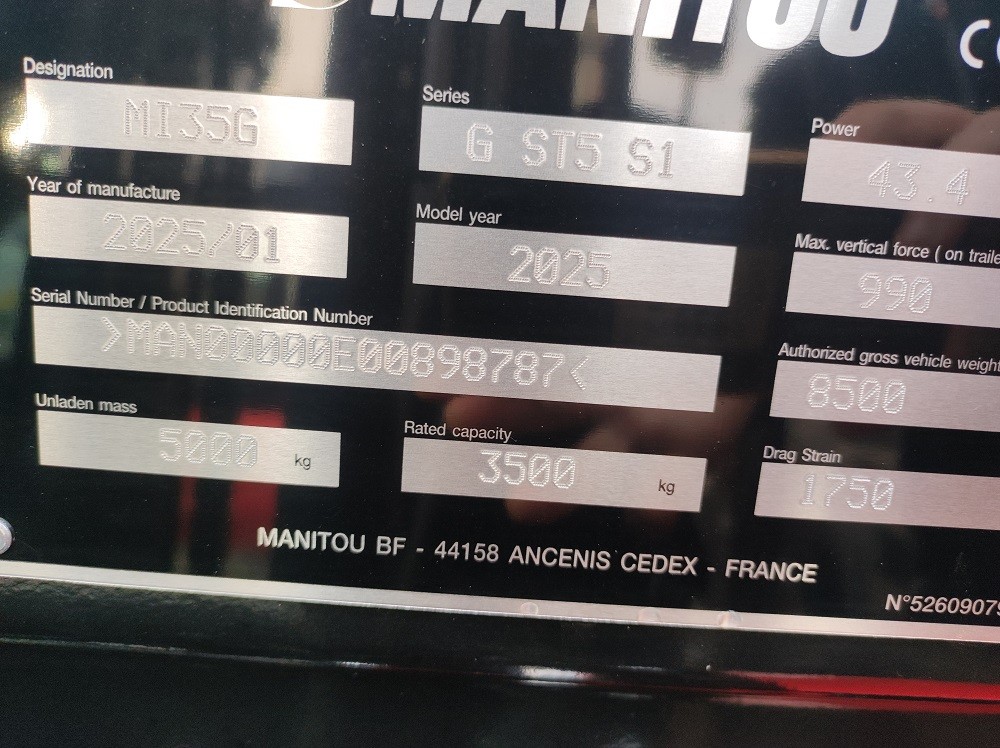 MANITOU
CE
Designation
MI35G
Series
G ST5 S1
Power
43.4
Year of manufacture
2025/01
Model year
2025
Max. vertical force ( on traile
990
Serial Number / Product Identification Number
>MAN00000E00898787<
Authorized gross vehicle weight
8500
Unladen mass
5000 kg
Rated capacity
3500 kg
Drag Strain
1750
MANITOU BF - 44158 ANCENIS CEDEX - FRANCE
N°5260907